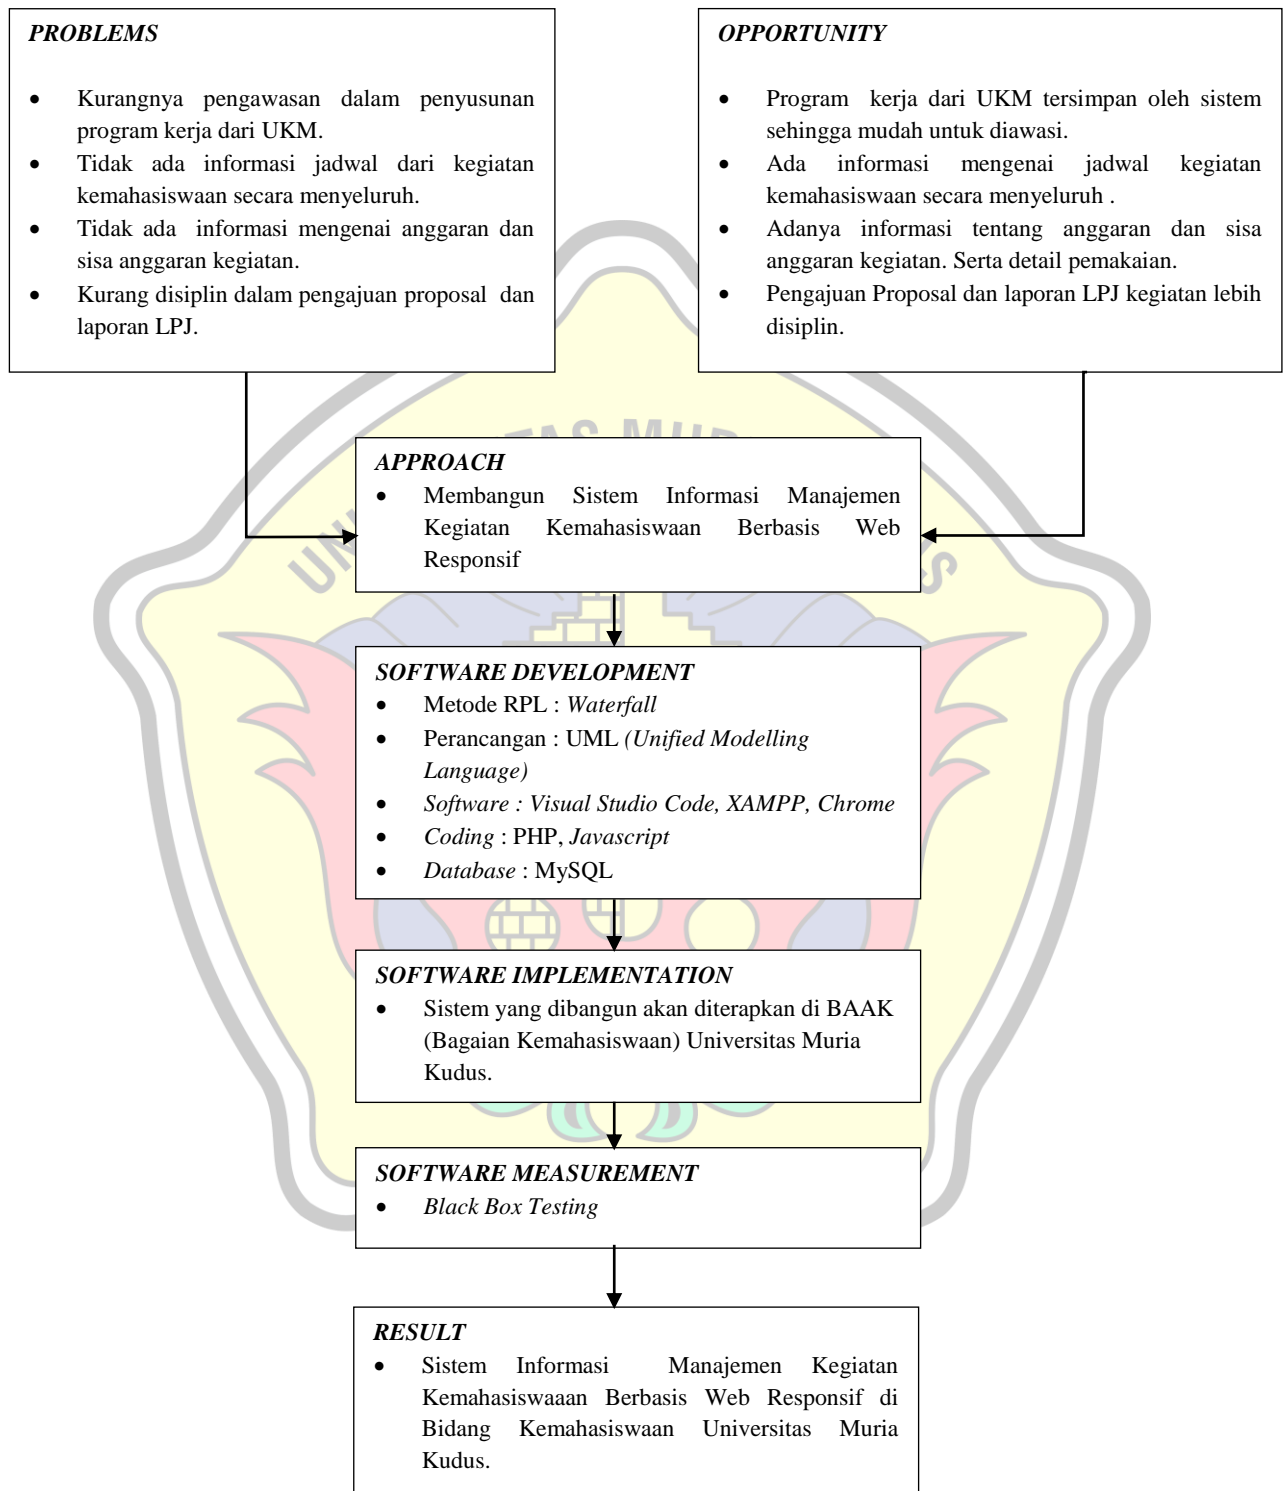 PROBLEMS
• Kurangnya pengawasan dalam penyusunan
program kerja dari UKM.
• Tidak ada informasi jadwal dari kegiatan
kemahasiswaan secara menyeluruh.
• Tidak ada informasi mengenai anggaran dan
sisa anggaran kegiatan.
• Kurang disiplin dalam pengajuan proposal dan
laporan LPJ.
OPPORTUNITY
• Program kerja dari UKM tersimpan oleh sistem
sehingga mudah untuk diawasi.
• Ada informasi mengenai jadwal kegiatan
kemahasiswaan secara menyeluruh .
• Adanya informasi tentang anggaran dan sisa
anggaran kegiatan. Serta detail pemakaian.
• Pengajuan Proposal dan laporan LPJ kegiatan lebih
disiplin.
APPROACH
• Membangun Sistem Informasi Manajemen
Kegiatan Kemahasiswaan Berbasis Web
Responsif
SOFTWARE DEVELOPMENT
• Metode RPL : Waterfall
• Perancangan : UML (Unified Modelling
Language)
• Software : Visual Studio Code, XAMPP, Chrome
• Coding : PHP, Javascript
• Database : MySQL
SOFTWARE IMPLEMENTATION
• Sistem yang dibangun akan diterapkan di BAAK
(Bagaian Kemahasiswaan) Universitas Muria
Kudus.
SOFTWARE MEASUREMENT
• Black Box Testing
RESULT
• Sistem Informasi Manajemen Kegiatan
Kemahasiswaaan Berbasis Web Responsif di
Bidang Kemahasiswaan Universitas Muria
Kudus.